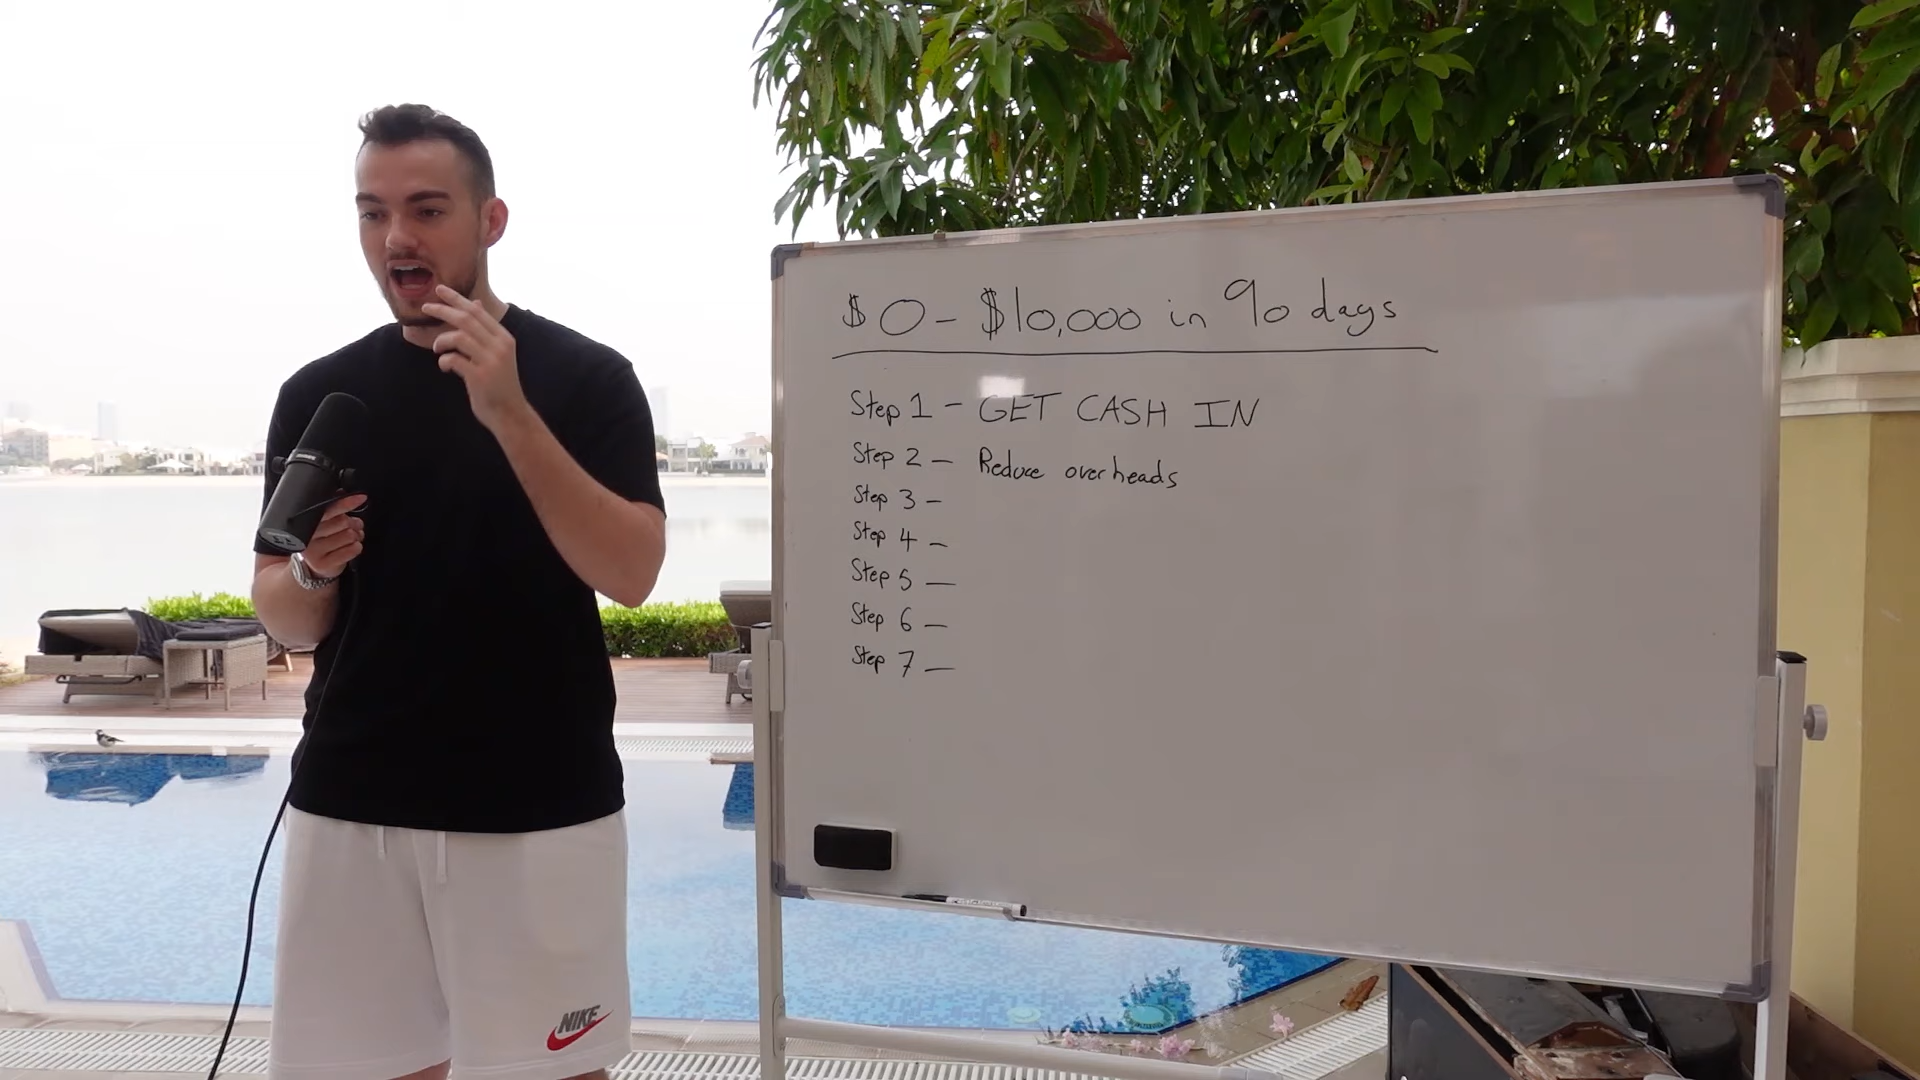 $0 - $10,000 in 90 days
Step 1 - GET CASH IN
Step 2 - Reduce overheads
Step 3 -
Step 4 -
Step 5 -
Step 6 -
Step 7 -
NIKE